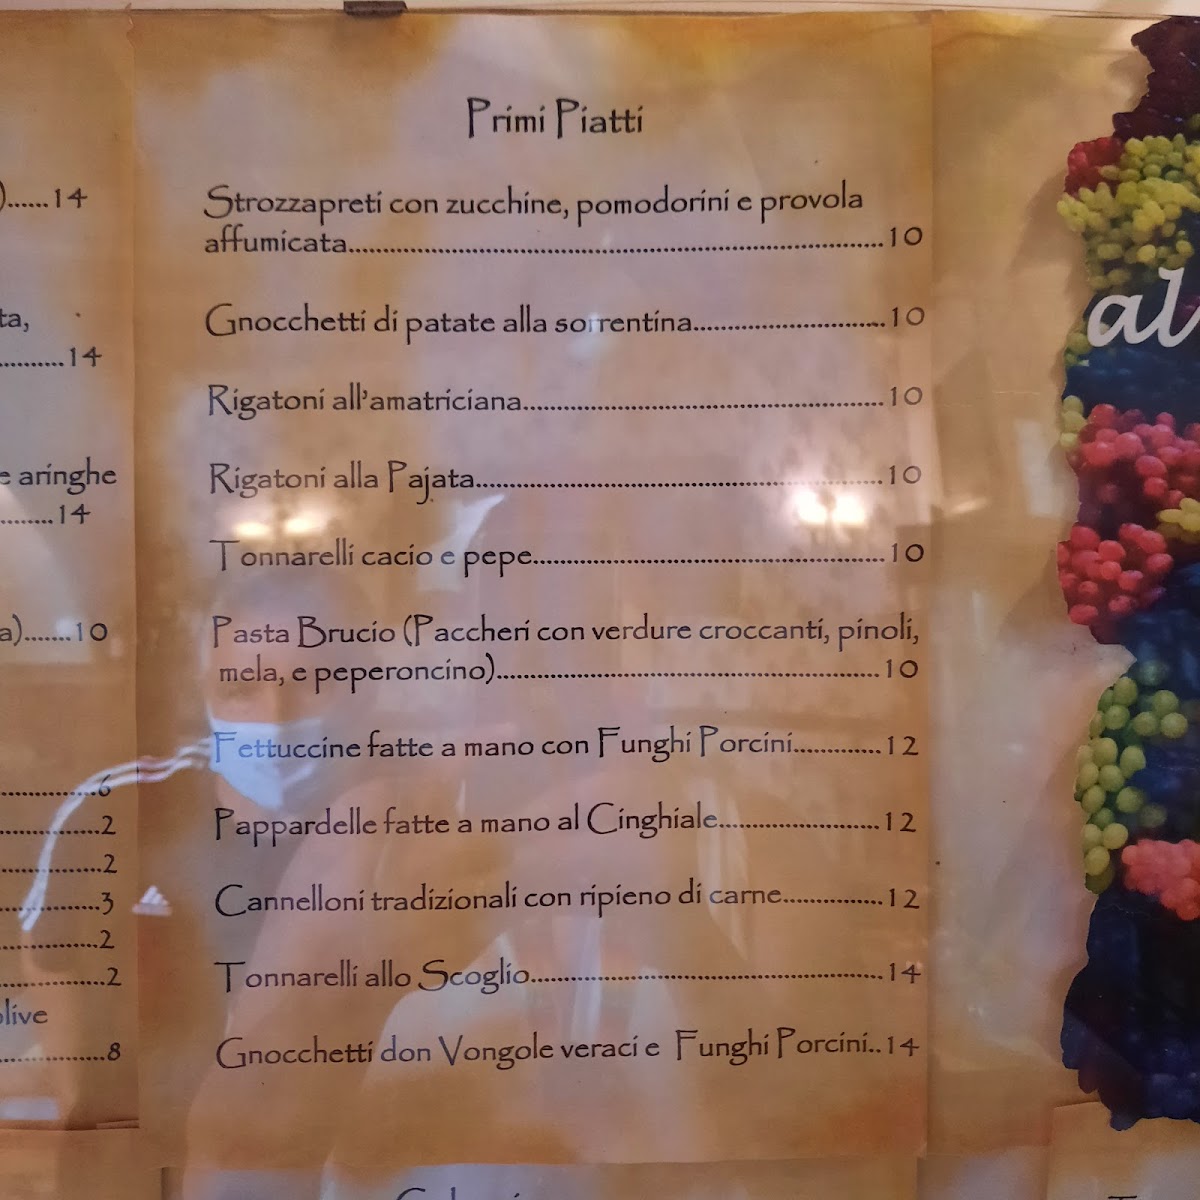 )......14
ta,
...........14
e aringhe
.........14
a).......10
................6
..................2
..................2
..................3
..................2
..................2
olive
...................8
Primi Piatti
Strozzapreti con zucchine, pomodorini e provola
affumicata................................................................................10
Gnocchetti di patate alla sorrentina.............................10
Rigatoni all'amatriciana......................................................10
Rigatoni alla Pajata.............................................................10
Tonnarelli cacio e pepe.....................................................10
Pasta Brucio (Paccheri con verdure croccanti, pinoli,
mela, e peperoncino).........................................................10
Fettuccine fatte a mano con Funghi Porcini.............12
Pappardelle fatte a mano al Cinghiale........................12
Cannelloni tradizionali con ripieno di carne...............12
Tonnarelli allo Scoglio.....................................................14
Gnocchetti don Vongole veraci e Funghi Porcini..14
al